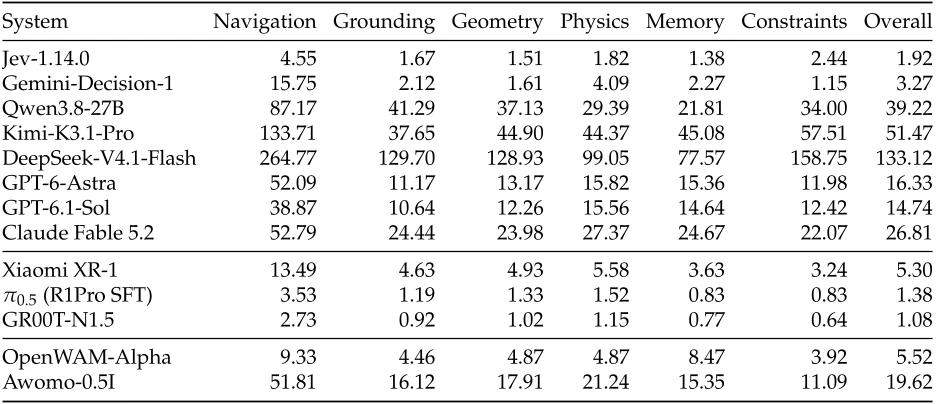 System Navigation Grounding Geometry Physics Memory Constraints Overall
Jev-1.14.0 4.55 1.67 1.51 1.82 1.38 2.44 1.92
Gemini-Decision-1 15.75 2.12 1.61 4.09 2.27 1.15 3.27
Qwen3.8-27B 87.17 41.29 37.13 29.39 21.81 34.00 39.22
Kimi-K3.1-Pro 133.71 37.65 44.90 44.37 45.08 57.51 51.47
DeepSeek-V4.1-Flash 264.77 129.70 128.93 99.05 77.57 158.75 133.12
GPT-6-Astra 52.09 11.17 13.17 15.82 15.36 11.98 16.33
GPT-6.1-Sol 38.87 10.64 12.26 15.56 14.64 12.42 14.74
Claude Fable 5.2 52.79 24.44 23.98 27.37 24.67 22.07 26.81
Xiaomi XR-1 13.49 4.63 4.93 5.58 3.63 3.24 5.30
π0.5 (R1Pro SFT) 3.53 1.19 1.33 1.52 0.83 0.83 1.38
GR00T-N1.5 2.73 0.92 1.02 1.15 0.77 0.64 1.08
OpenWAM-Alpha 9.33 4.46 4.87 4.87 8.47 3.92 5.52
Awomo-0.5I 51.81 16.12 17.91 21.24 15.35 11.09 19.62